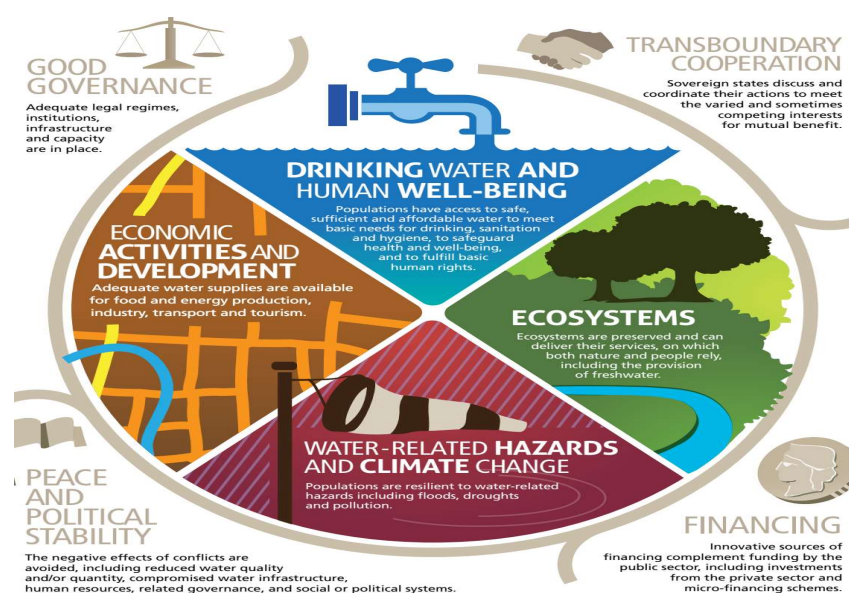 GOOD
GOVERNANCE
Adequate legal regimes,
institutions,
infrastructure
and capacity
are in place.
TRANSBOUNDARY
COOPERATION
Sovereign states discuss and
coordinate their actions to meet
the varied and sometimes
competing interests
for mutual benefit.
DRINKING WATER AND
HUMAN WELL-BEING
Populations have access to safe,
sufficient and affordable water to meet
basic needs for drinking, sanitation
and hygiene, to safeguard
health and well-being,
and to fulfill basic
human rights.
ECONOMIC
ACTIVITIES AND
DEVELOPMENT
Adequate water supplies are available
for food and energy production,
industry, transport and tourism.
ECOSYSTEMS
Ecosystems are preserved and can
deliver their services, on which
both nature and people rely,
including the provision
of freshwater.
WATER-RELATED HAZARDS
AND CLIMATE CHANGE
Populations are resilient to water-related
hazards including floods, droughts
and pollution.
PEACE
AND
POLITICAL
STABILITY
The negative effects of conflicts are
avoided, including reduced water quality
and/or quantity, compromised water infrastructure,
human resources, related governance, and social or political systems.
FINANCING
Innovative sources of
financing complement funding by the
public sector, including investments
from the private sector and
micro-financing schemes.